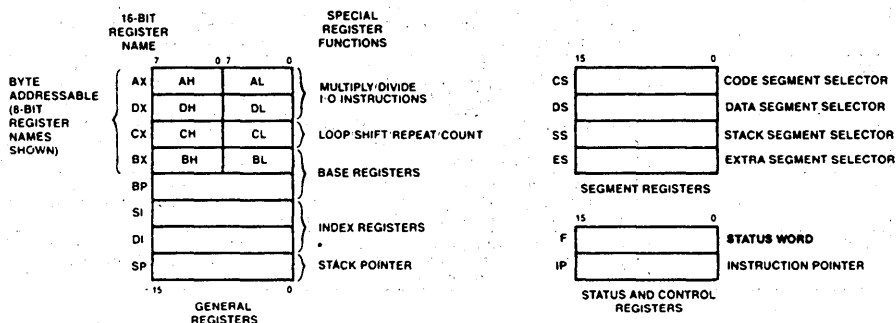 16-BIT
REGISTER
NAME
SPECIAL
REGISTER
FUNCTIONS
7 0 7 0
BYTE
ADDRESSABLE
(8-BIT
REGISTER
NAMES
SHOWN)
AX AH AL
DX DH DL
MULTIPLY/DIVIDE
I/O INSTRUCTIONS
CX CH CL
LOOP/SHIFT/REPEAT/COUNT
BX BH BL
BP
BASE REGISTERS
SI
DI
INDEX REGISTERS
SP
STACK POINTER
15 0
GENERAL
REGISTERS
15 0
CS CODE SEGMENT SELECTOR
DS DATA SEGMENT SELECTOR
SS STACK SEGMENT SELECTOR
ES EXTRA SEGMENT SELECTOR
SEGMENT REGISTERS
15 0
F STATUS WORD
IP INSTRUCTION POINTER
STATUS AND CONTROL
REGISTERS